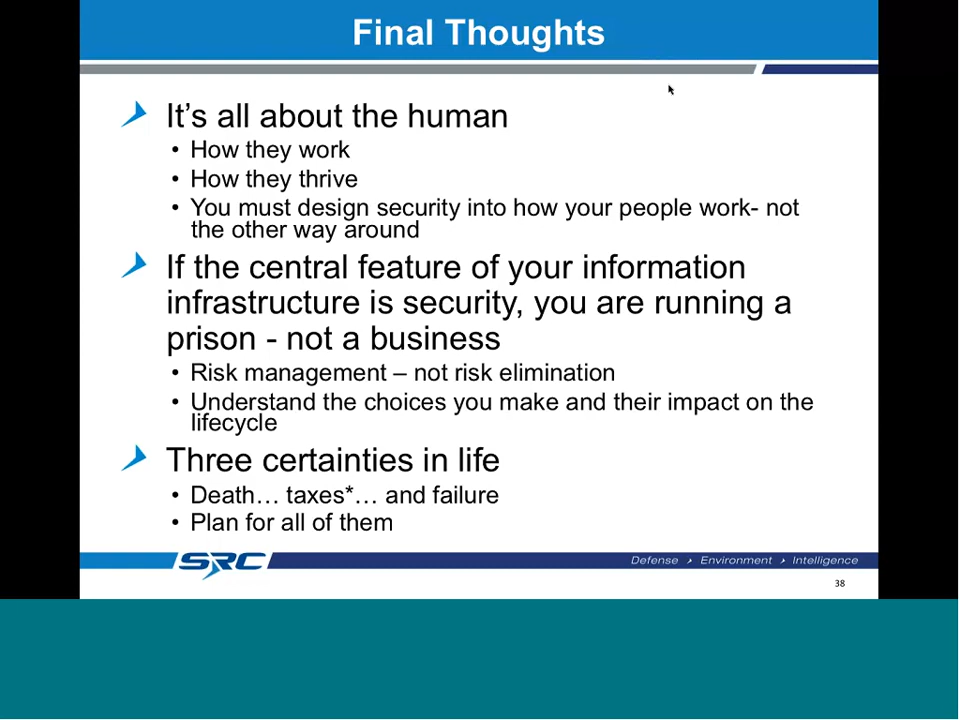 Final Thoughts
It's all about the human
• How they work
• How they thrive
• You must design security into how your people work- not
the other way around
If the central feature of your information
infrastructure is security, you are running a
prison - not a business
• Risk management – not risk elimination
• Understand the choices you make and their impact on the
lifecycle
Three certainties in life
• Death… taxes*… and failure
• Plan for all of them
SRC
Defense Environment Intelligence
38